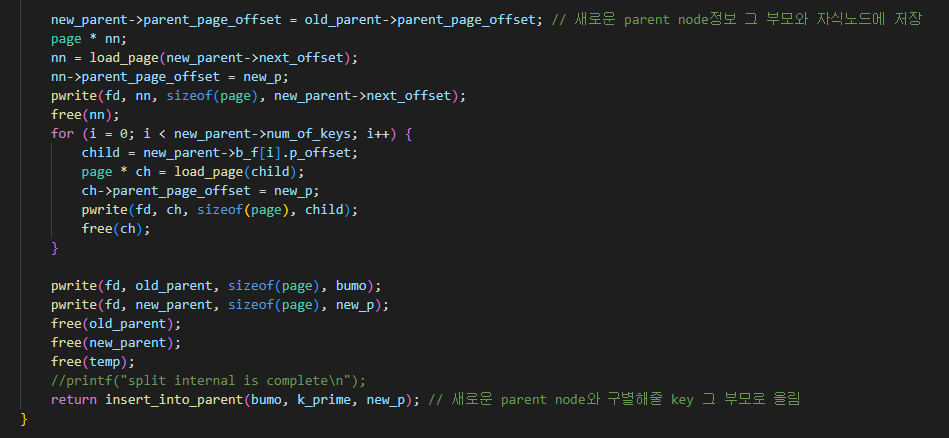 new_parent->parent_page_offset = old_parent->parent_page_offset; // 새로운 parent node정보 그 부모와 자식노드에 저장
page * nn;
nn = load_page(new_parent->next_offset);
nn->parent_page_offset = new_p;
pwrite(fd, nn, sizeof(page), new_parent->next_offset);
free(nn);
for (i = 0; i < new_parent->num_of_keys; i++) {
child = new_parent->b_f[i].p_offset;
page * ch = load_page(child);
ch->parent_page_offset = new_p;
pwrite(fd, ch, sizeof(page), child);
free(ch);
}
pwrite(fd, old_parent, sizeof(page), bumo);
pwrite(fd, new_parent, sizeof(page), new_p);
free(old_parent);
free(new_parent);
free(temp);
//printf("split internal is complete\n");
return insert_into_parent(bumo, k_prime, new_p); // 새로운 parent node와 구별해줄 key 그 부모로 올림
}